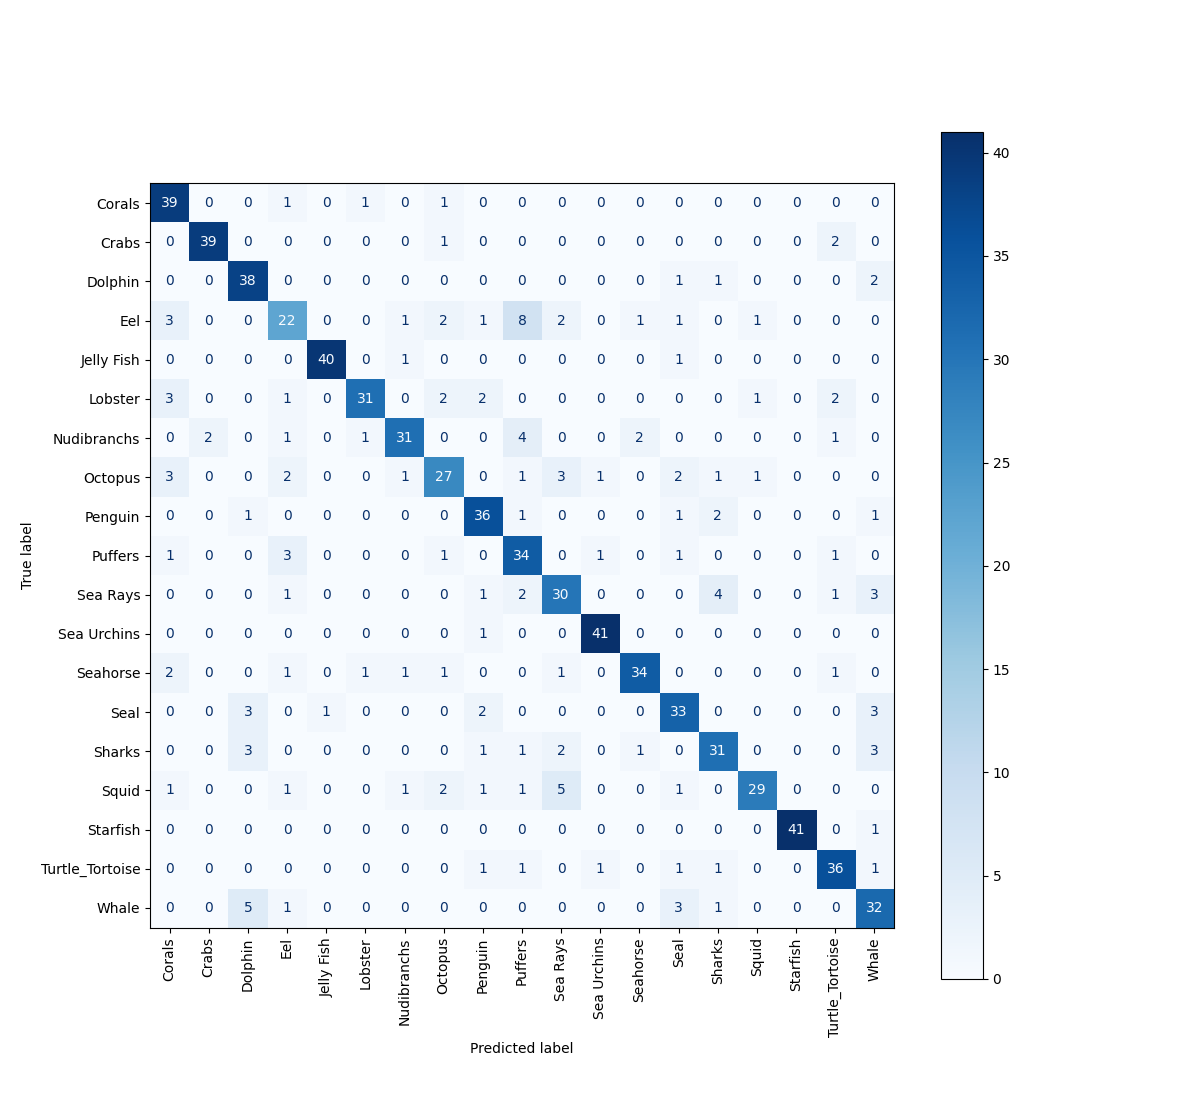 Corals 39 0 0 1 0 1 0 1 0 0 0 0 0 0 0 0 0 0 0
Crabs 0 39 0 0 0 0 0 1 0 0 0 0 0 0 0 0 0 2 0
Dolphin 0 0 38 0 0 0 0 0 0 0 0 0 0 1 1 0 0 0 2
Eel 3 0 0 22 0 0 1 2 1 8 2 0 1 1 0 1 0 0 0
Jelly Fish 0 0 0 0 40 0 1 0 0 0 0 0 0 1 0 0 0 0 0
Lobster 3 0 0 1 0 31 0 2 2 0 0 0 0 0 0 1 0 2 0
Nudibranchs 0 2 0 1 0 1 31 0 0 4 0 0 2 0 0 0 0 1 0
Octopus 3 0 0 2 0 0 1 27 0 1 3 1 0 2 1 1 0 0 0
Penguin 0 0 1 0 0 0 0 0 36 1 0 0 0 1 2 0 0 0 1
Puffers 1 0 0 3 0 0 0 1 0 34 0 1 0 1 0 0 0 1 0
Sea Rays 0 0 0 1 0 0 0 0 1 2 30 0 0 0 4 0 0 1 3
Sea Urchins 0 0 0 0 0 0 0 0 1 0 0 41 0 0 0 0 0 0 0
Seahorse 2 0 0 1 0 1 1 1 0 0 1 0 34 0 0 0 0 1 0
Seal 0 0 3 0 1 0 0 0 2 0 0 0 0 33 0 0 0 0 3
Sharks 0 0 3 0 0 0 0 0 1 1 2 0 1 0 31 0 0 0 3
Squid 1 0 0 1 0 0 1 2 1 1 5 0 0 1 0 29 0 0 0
Starfish 0 0 0 0 0 0 0 0 0 0 0 0 0 0 0 0 41 0 1
Turtle_Tortoise 0 0 0 0 0 0 0 0 1 1 0 1 0 1 1 0 0 36 1
Whale 0 0 5 1 0 0 0 0 0 0 0 0 0 3 1 0 0 0 32
True label
Corals
Crabs
Dolphin
Eel
Jelly Fish
Lobster
Nudibranchs
Octopus
Penguin
Puffers
Sea Rays
Sea Urchins
Seahorse
Seal
Sharks
Squid
Starfish
Turtle_Tortoise
Whale
Predicted label
40
35
30
25
20
15
10
5
0